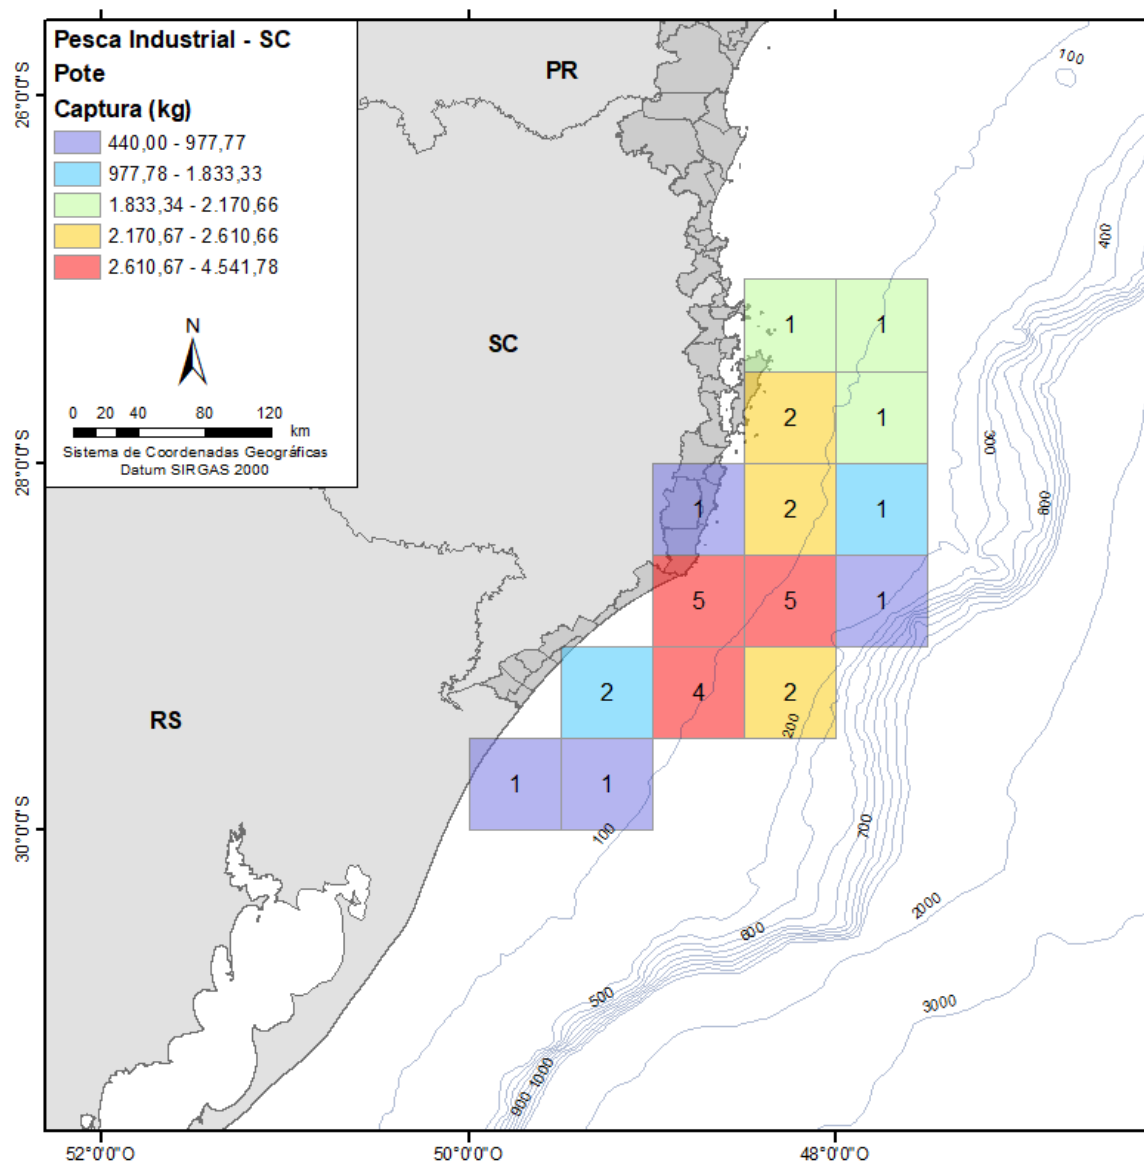 Pesca Industrial - SC
Pote
Captura (kg)
440,00 - 977,77
977,78 - 1.833,33
1.833,34 - 2.170,66
2.170,67 - 2.610,66
2.610,67 - 4.541,78
N
0 20 40 80 120
km
Sistema de Coordenadas Geográficas
Datum SIRGAS 2000
PR
SC
RS
100
400
1 1
2 1
300
1 2 1
800
5 5 1
2 4 2
200
1 1
100
700
2000
600
500
3000
1000
900
26°0'0"S
28°0'0"S
30°0'0"S
52°0'0"O 50°0'0"O 48°0'0"O